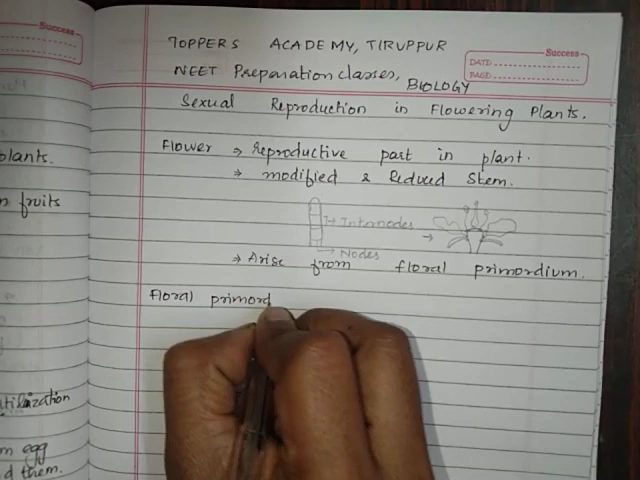 Success
TOPPERS ACADEMY, TIRUPPUR
NEET Preparation classes, BIOLOGY
Success
DATE
PAGE
Sexual Reproduction in Flowering Plants.
Flower → Reproductive part in plant.
→ modified & Reduced Stem.
→ Internodes
→ Nodes
→
→ Arise from floral primordium.
Floral primord
plants.
fruits
egg
d them.